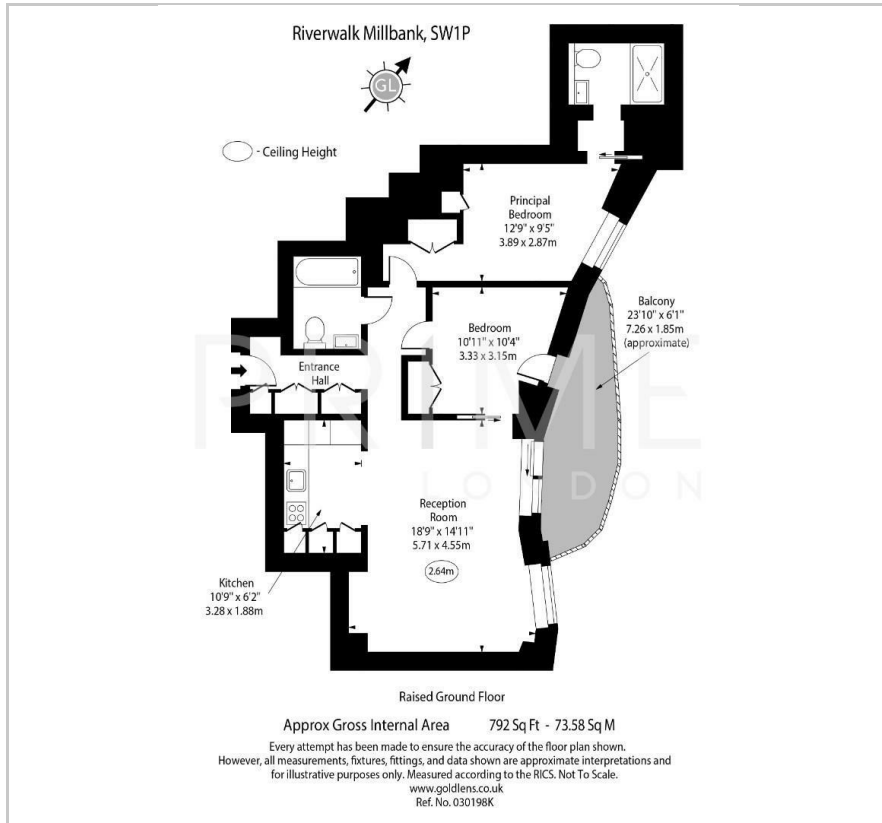 Riverwalk Millbank, SW1P
GL
- Ceiling Height
Principal
Bedroom
12'9" x 9'5"
3.89 x 2.87m
Balcony
23'10" x 6'1"
7.26 x 1.85m
(approximate)
Bedroom
10'11" x 10'4"
3.33 x 3.15m
Entrance
Hall
PRIME
LONDON
Reception
Room
18'9" x 14'11"
5.71 x 4.55m
2.64m
Kitchen
10'9" x 6'2"
3.28 x 1.88m
Raised Ground Floor
Approx Gross Internal Area 792 Sq Ft - 73.58 Sq M
Every attempt has been made to ensure the accuracy of the floor plan shown.
However, all measurements, fixtures, fittings, and data shown are approximate interpretations and
for illustrative purposes only. Measured according to the RICS. Not To Scale.
www.goldlens.co.uk
Ref. No. 030198K